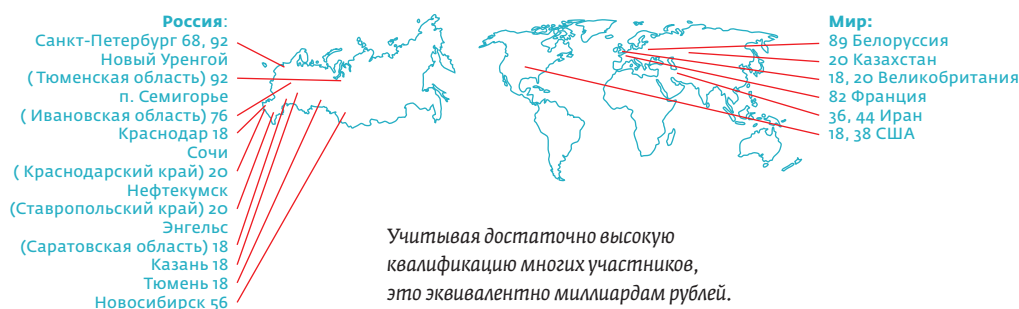 Россия:
Санкт-Петербург 68, 92
Новый Уренгой
( Тюменская область) 92
п. Семигорье
( Ивановская область) 76
Краснодар 18
Сочи
( Краснодарский край) 20
Нефтекумск
(Ставропольский край) 20
Энгельс
(Саратовская область) 18
Казань 18
Тюмень 18
Новосибирск 56
Мир:
89 Белоруссия
20 Казахстан
18, 20 Великобритания
82 Франция
36, 44 Иран
18, 38 США
Учитывая достаточно высокую
квалификацию многих участников,
это эквивалентно миллиардам рублей.